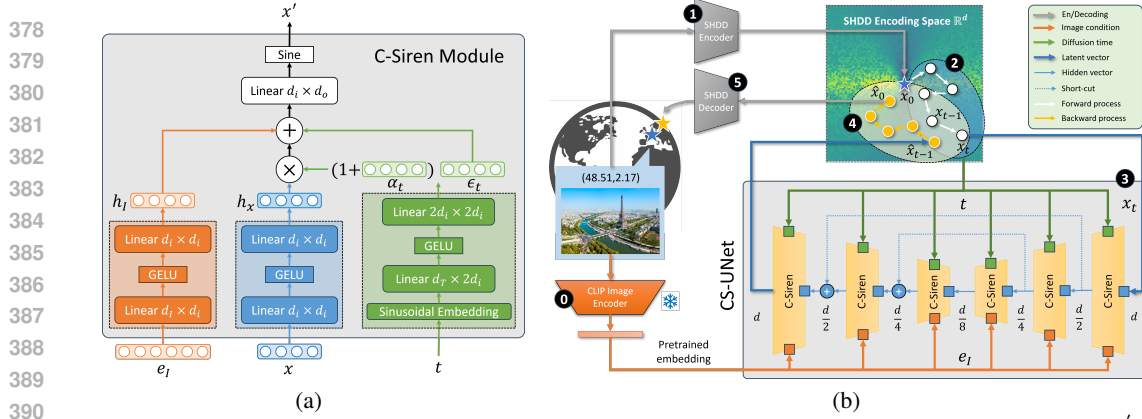 378
379
380
381
382
383
384
385
386
387
388
389
390
x′
C-Siren Module
Sine
Linear d_i × d_o
+
×
(1+
α_t
)
ϵ_t
h_I
h_x
Linear d_i × d_i
GELU
Linear d_I × d_i
Linear d_i × d_i
GELU
Linear d_i × d_i
Linear 2d_i × 2d_i
GELU
Linear d_T × 2d_i
Sinusoidal Embedding
e_I
x
t
(a)
1
SHDD Encoder
5
SHDD Decoder
SHDD Encoding Space ℝ^d
2
x̂_0
x_0
x_{t−1}
4
x̂_{t−1}
x_t
En/Decoding
Image condition
Diffusion time
Latent vector
Hidden vector
Short-cut
Forward process
Backward process
(48.51,2.17)
0
CLIP Image Encoder
Pretrained embedding
3
t
x_t
CS-UNet
C-Siren
C-Siren
C-Siren
C-Siren
C-Siren
C-Siren
+
+
d
d/2
d/4
d/8
d/4
d/2
d
e_I
(b)